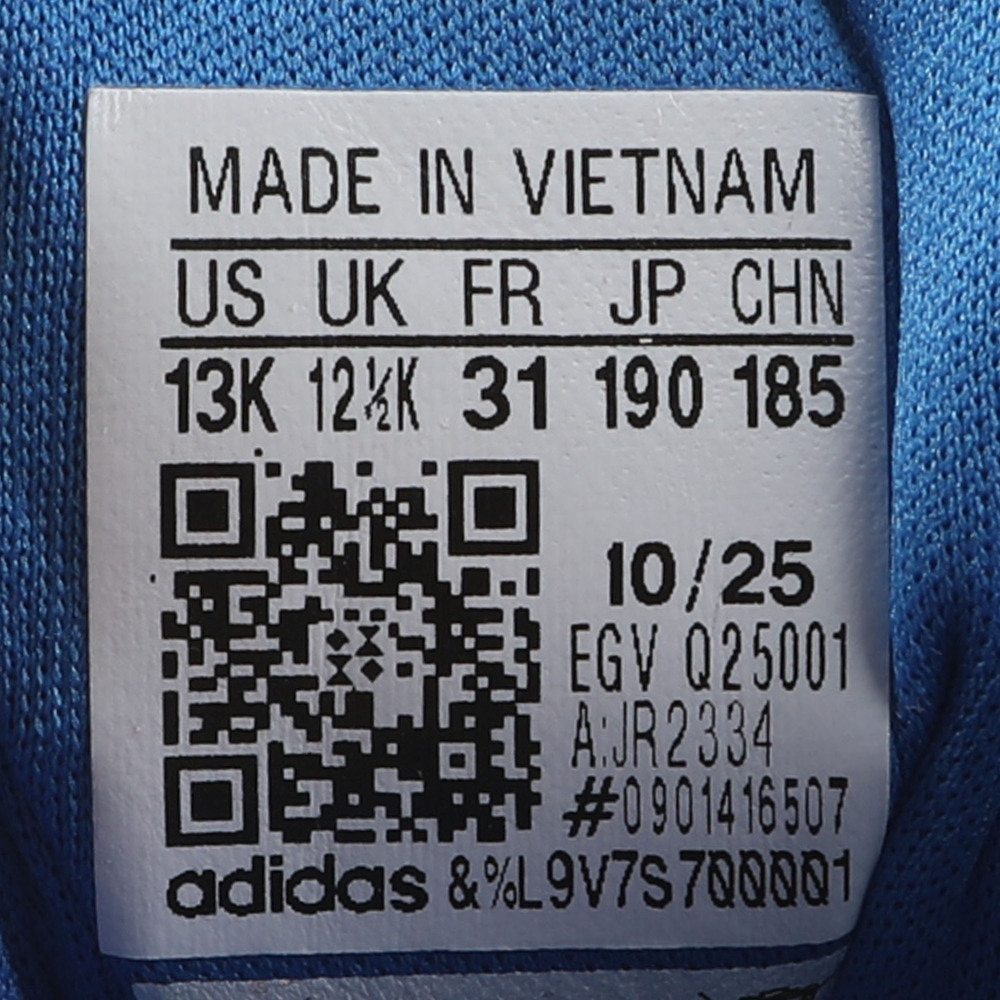 MADE IN VIETNAM
US UK FR JP CHN
13K 12½K 31 190 185
10/25
EGV Q25001
A:JR2334
#0901416507
adidas &%L9V7S700001